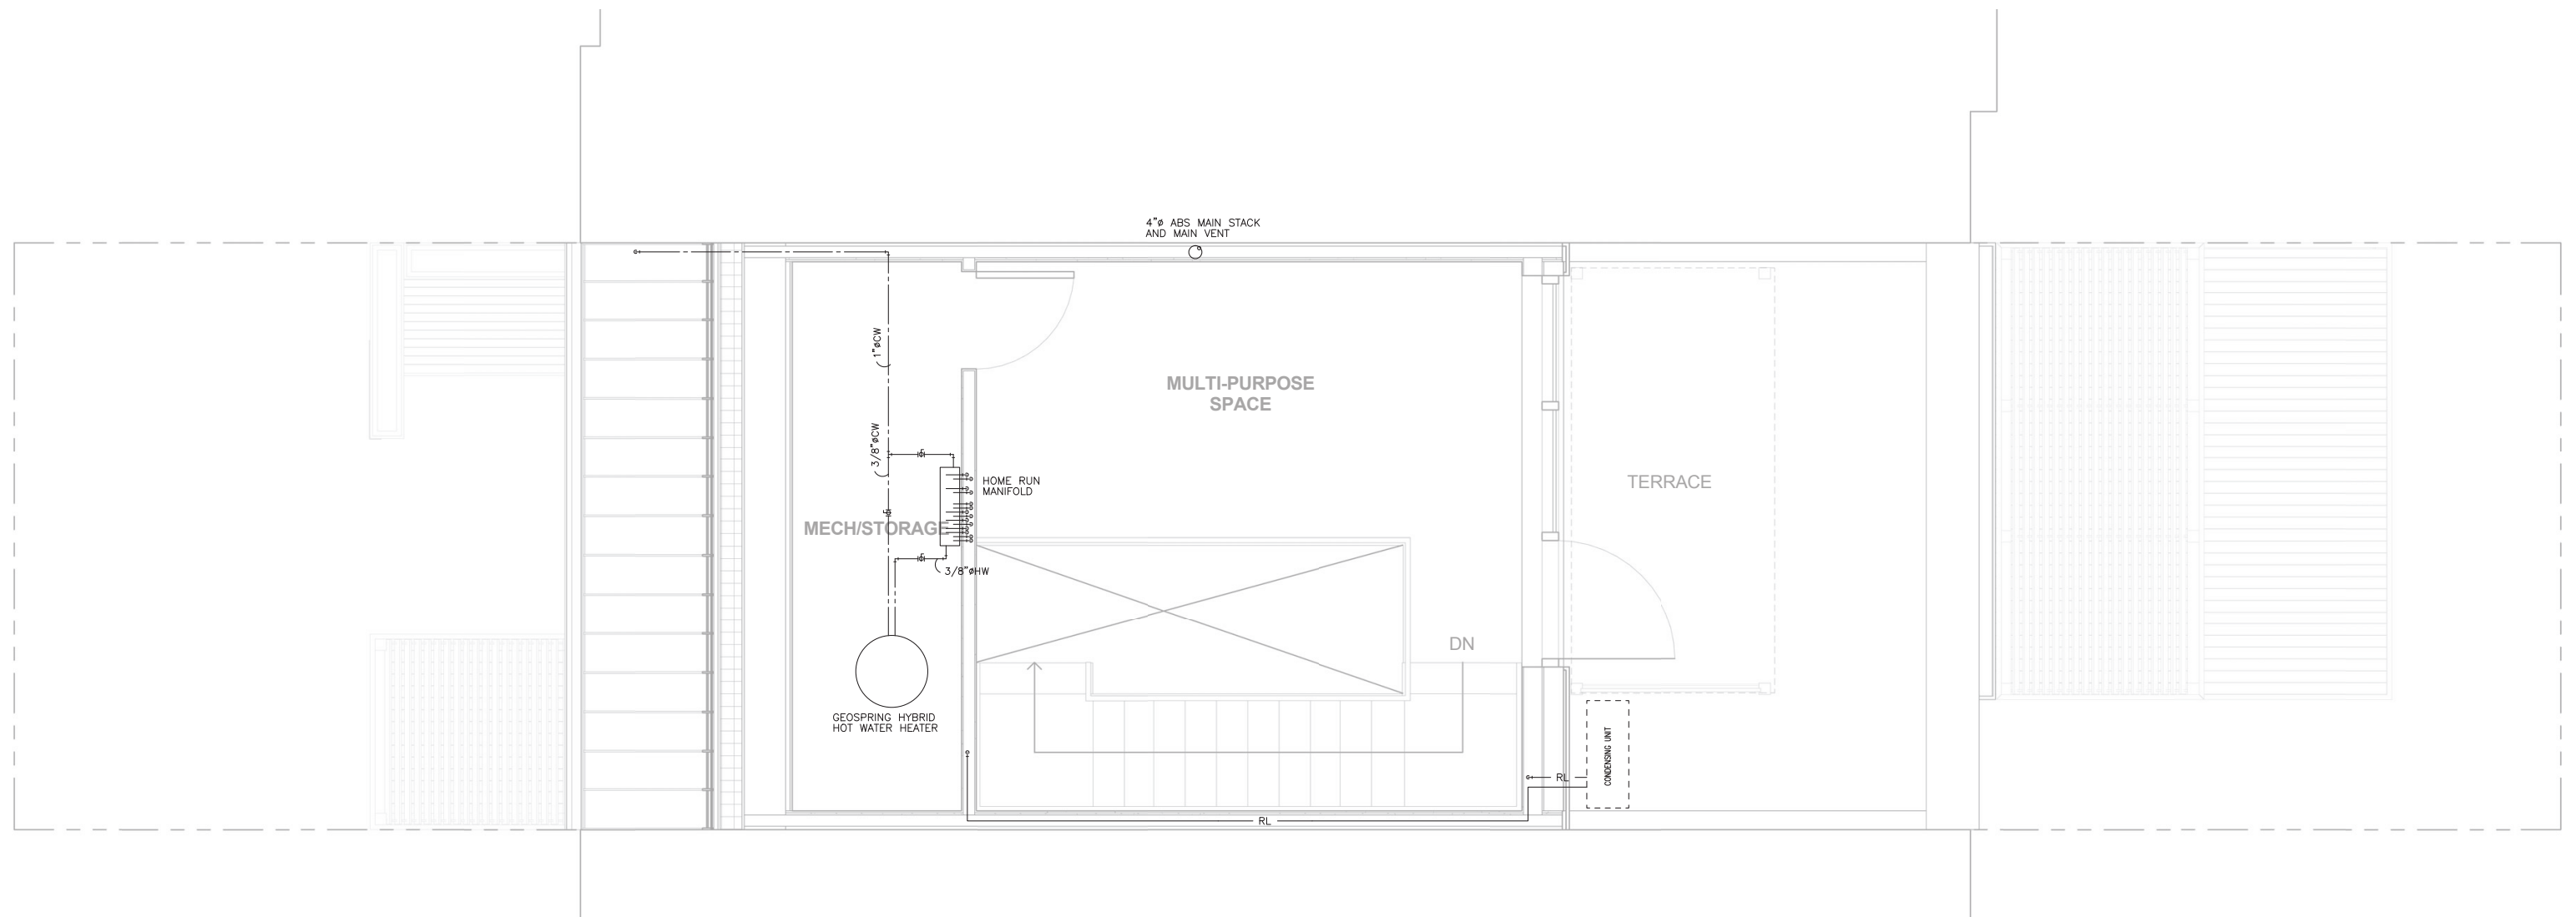 4"ø ABS MAIN STACK
AND MAIN VENT
1"øCW
MULTI-PURPOSE
SPACE
3/8"øCW
HOME RUN
MANIFOLD
TERRACE
MECH/STORAGE
3/8"øHW
DN
GEOSPRING HYBRID
HOT WATER HEATER
CONDENSING UNIT
RL
RL